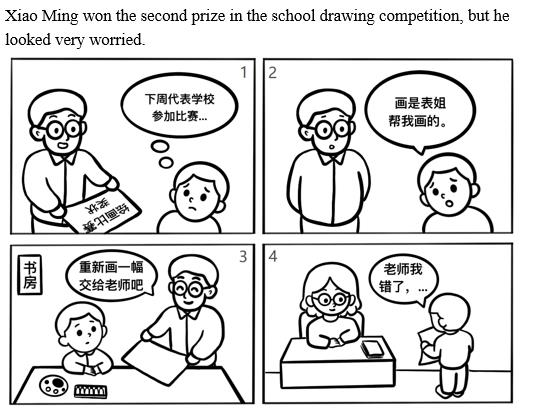 Xiao Ming won the second prize in the school drawing competition, but he
looked very worried.
1
下周代表学校
参加比赛...
绘画比赛
奖状
2
画是表姐
帮我画的。
3
书
房
重新画一幅
交给老师吧
4
老师我
错了，...